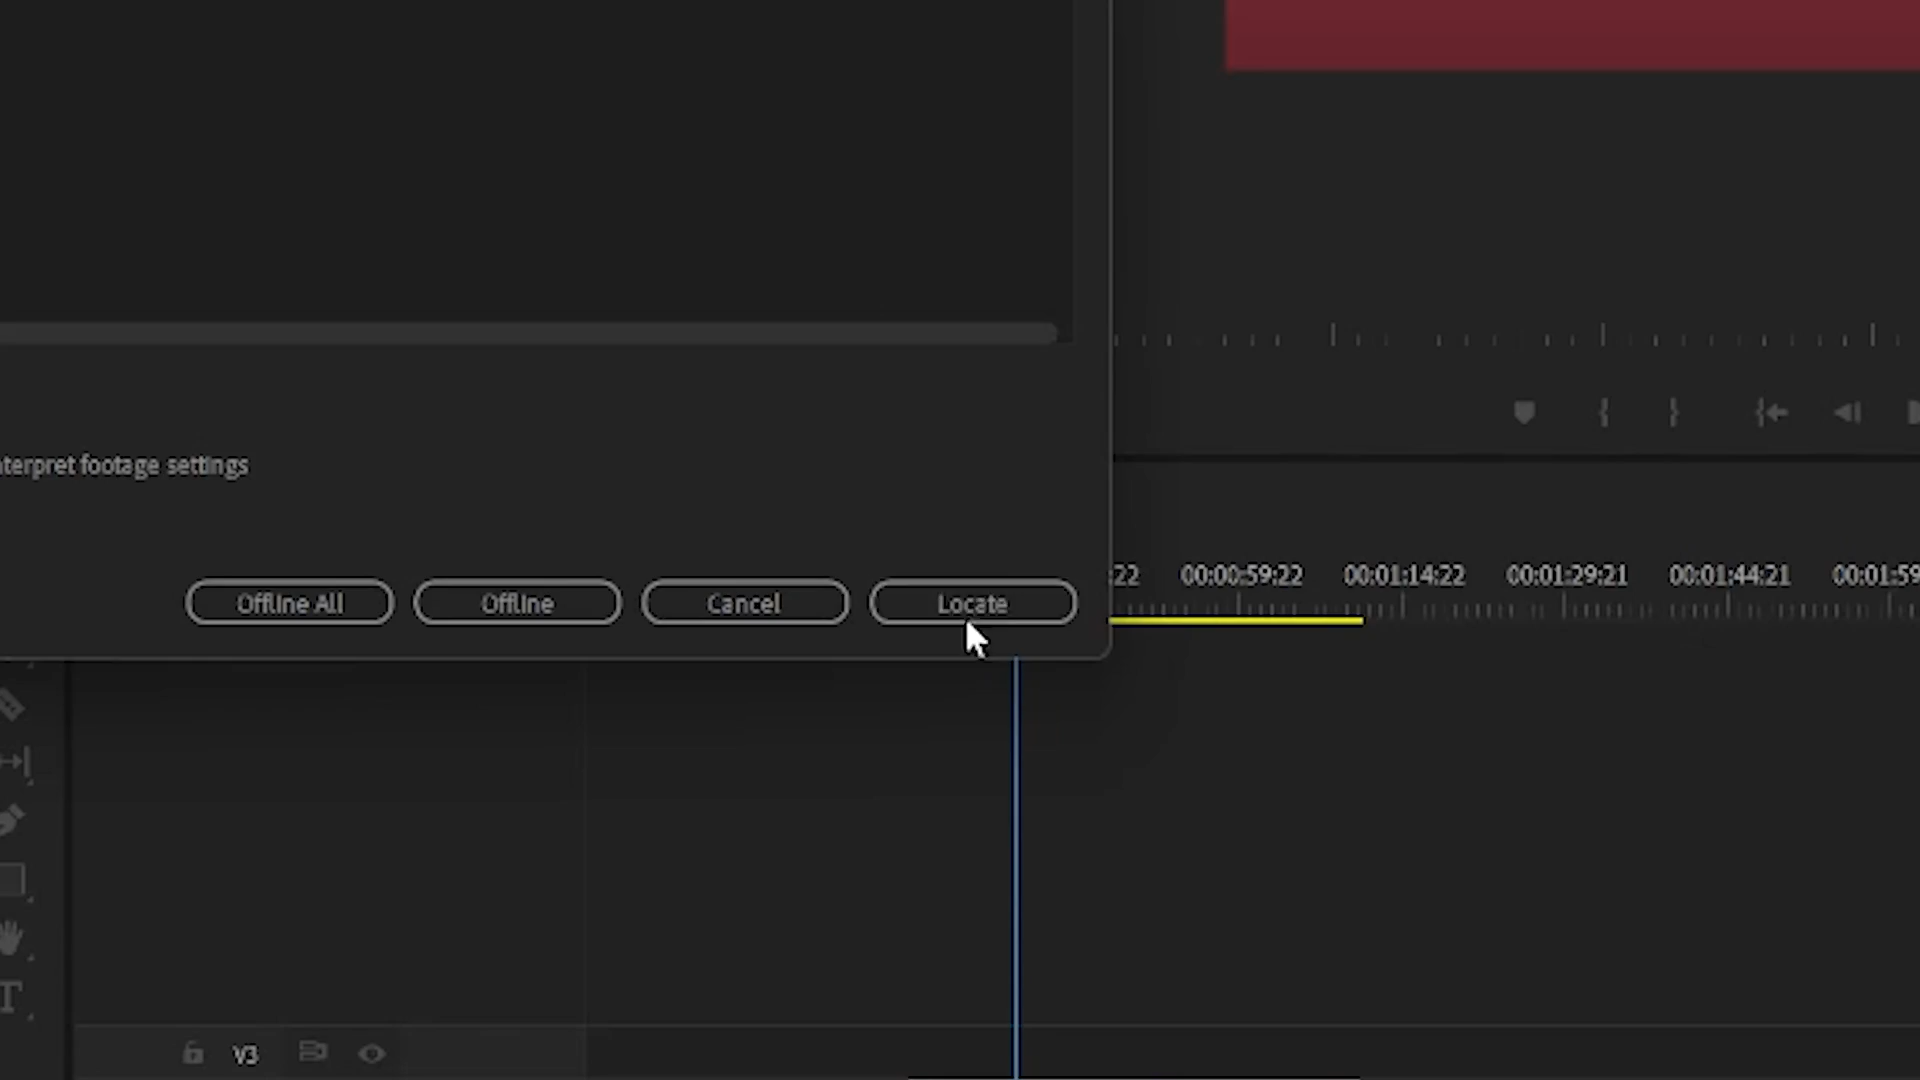 nterpret footage settings
:22 00:00:59:22 00:01:14:22 00:01:29:21 00:01:44:21 00:01:59
Offline All Offline Cancel Locate
T
V3